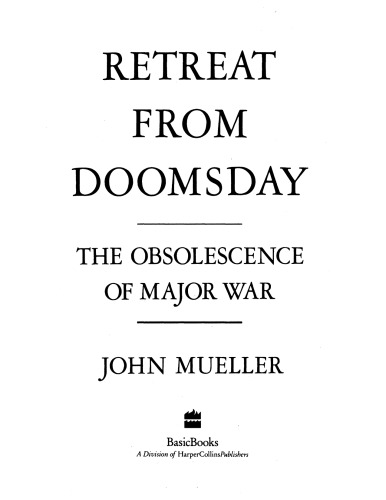 RETREAT
FROM
DOOMSDAY
THE OBSOLESCENCE
OF MAJOR WAR
JOHN MUELLER
BasicBooks
A Division of HarperCollinsPublishers